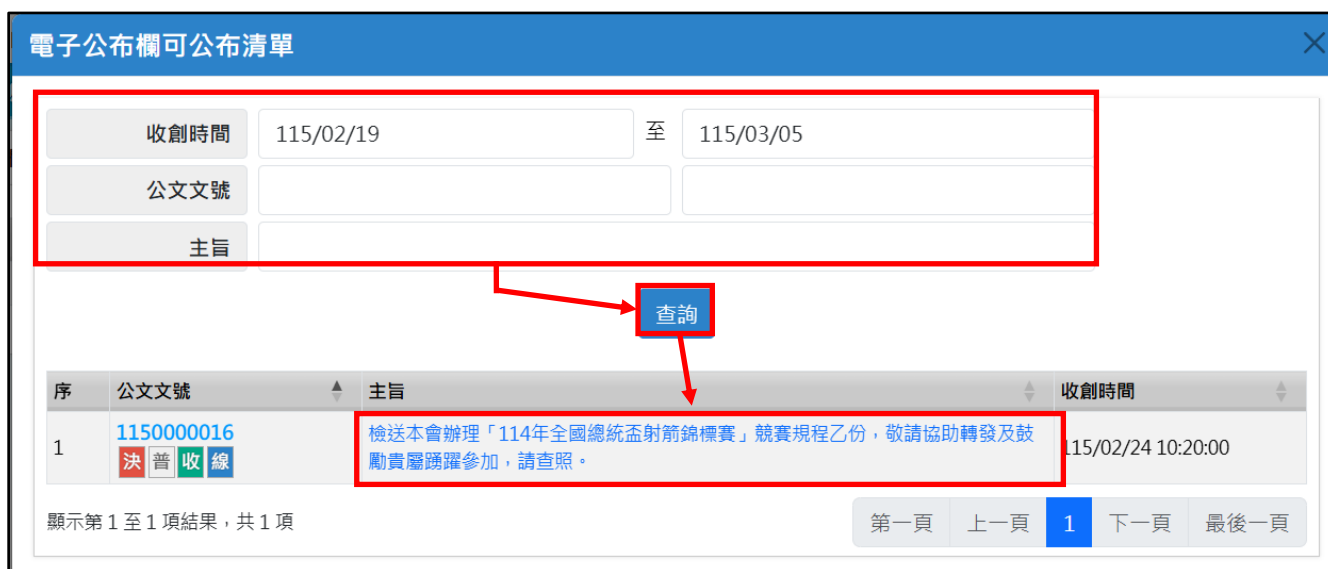 電子公布欄可公布清單
收創時間 115/02/19 至 115/03/05
公文文號
主旨
查詢
序 公文文號 主旨 收創時間
1 1150000016 檢送本會辦理「114年全國總統盃射箭錦標賽」競賽規程乙份,敬請協助轉發及鼓 115/02/24 10:20:00
決 普 收 線 勵貴屬踴躍參加,請查照。
顯示第 1 至 1 項結果,共 1 項 第一頁 上一頁 1 下一頁 最後一頁